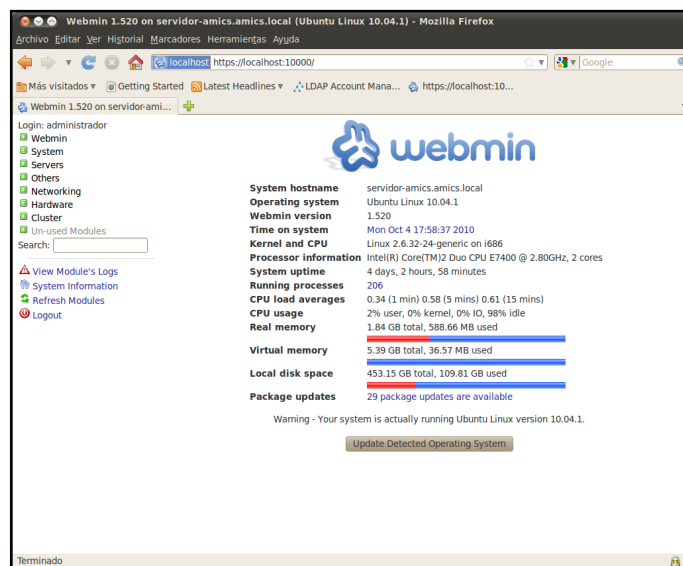 Webmin 1.520 on servidor-amics.amics.local (Ubuntu Linux 10.04.1) - Mozilla Firefox
Archivo Editar Ver Historial Marcadores Herramientas Ayuda
localhost https://localhost:10000/ Google
Más visitados Getting Started Latest Headlines LDAP Account Mana... https://localhost:10...
Webmin 1.520 on servidor-ami...
Login: administrador
Webmin
System
Servers
Others
Networking
Hardware
Cluster
Un-used Modules
Search:
View Module's Logs
System Information
Refresh Modules
Logout
webmin
System hostname servidor-amics.amics.local
Operating system Ubuntu Linux 10.04.1
Webmin version 1.520
Time on system Mon Oct 4 17:58:37 2010
Kernel and CPU Linux 2.6.32-24-generic on i686
Processor information Intel(R) Core(TM)2 Duo CPU E7400 @ 2.80GHz, 2 cores
System uptime 4 days, 2 hours, 58 minutes
Running processes 206
CPU load averages 0.34 (1 min) 0.58 (5 mins) 0.61 (15 mins)
CPU usage 2% user, 0% kernel, 0% IO, 98% idle
Real memory 1.84 GB total, 588.66 MB used
Virtual memory 5.39 GB total, 36.57 MB used
Local disk space 453.15 GB total, 109.81 GB used
Package updates 29 package updates are available
Warning - Your system is actually running Ubuntu Linux version 10.04.1.
Update Detected Operating System
Terminado